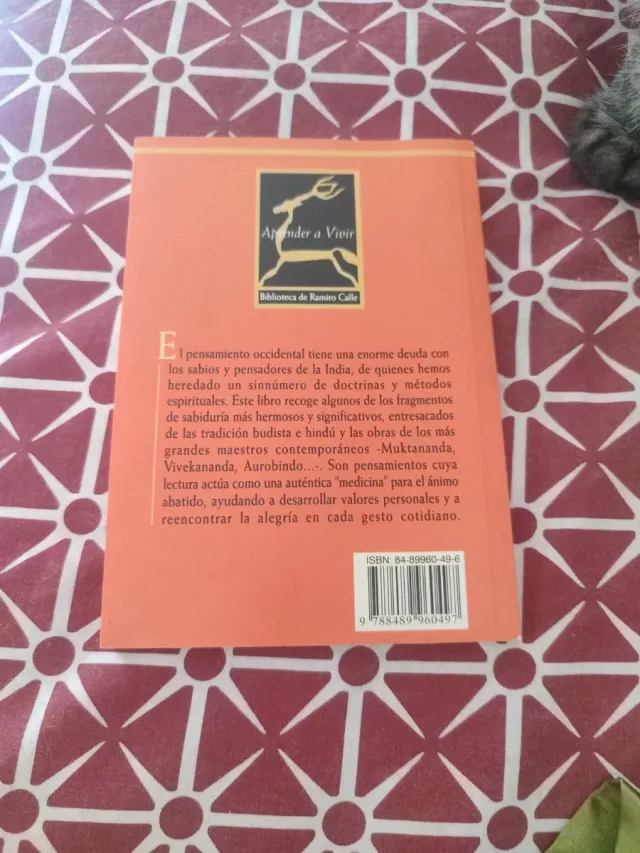 Aprender a Vivir
Biblioteca de Ramiro Calle
El pensamiento occidental tiene una enorme deuda con
los sabios y pensadores de la India, de quienes hemos
heredado un sinnúmero de doctrinas y métodos
espirituales. Este libro recoge algunos de los fragmentos
de sabiduría más hermosos y significativos, entresacados
de las tradición budista e hindú y las obras de los más
grandes maestros contemporáneos -Muktananda,
Vivekananda, Aurobindo...-. Son pensamientos cuya
lectura actúa como una auténtica "medicina" para el ánimo
abatido, ayudando a desarrollar valores personales y a
reencontrar la alegría en cada gesto cotidiano.
ISBN: 84-89960-49-6
9 788489 960497